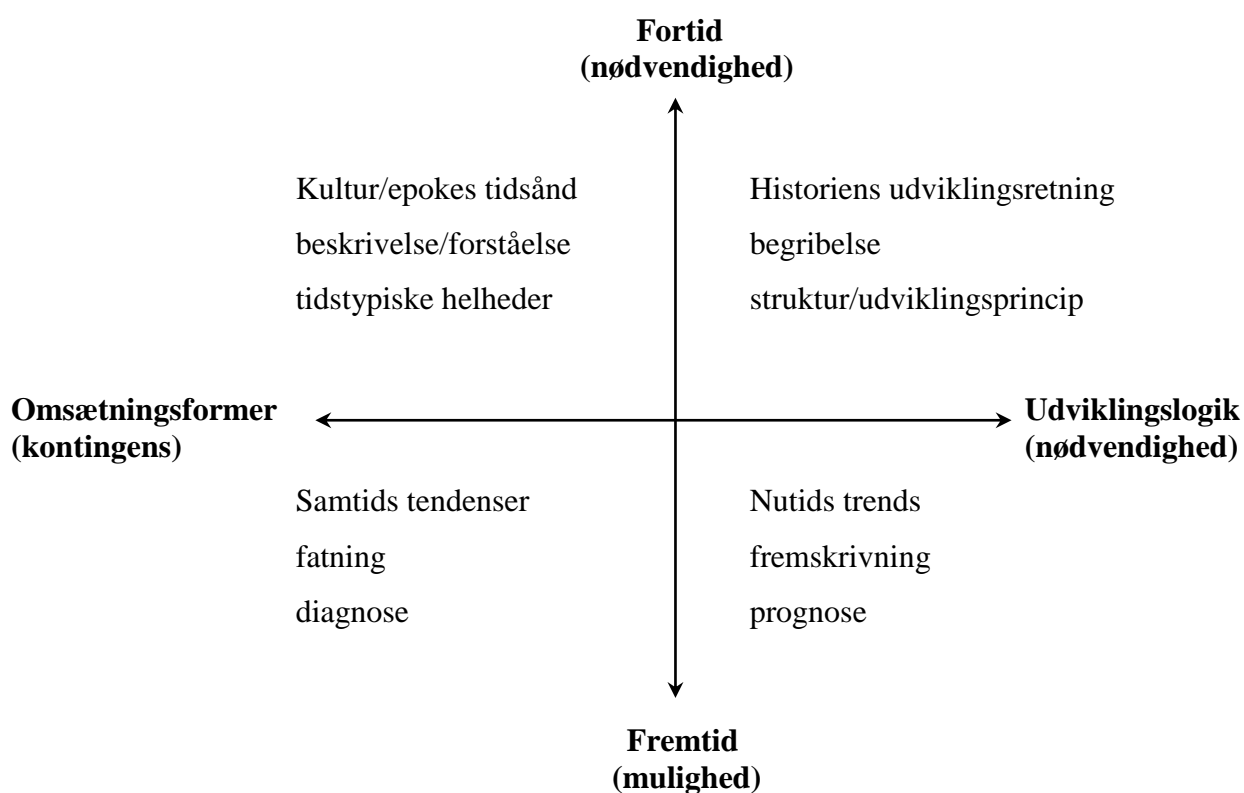 Fortid
(nødvendighed)
Kultur/epokes tidsånd
beskrivelse/forståelse
tidstypiske helheder
Historiens udviklingsretning
begribelse
struktur/udviklingsprincip
Omsætningsformer
(kontingens)
Udviklingslogik
(nødvendighed)
Samtids tendenser
fatning
diagnose
Nutids trends
fremskrivning
prognose
Fremtid
(mulighed)